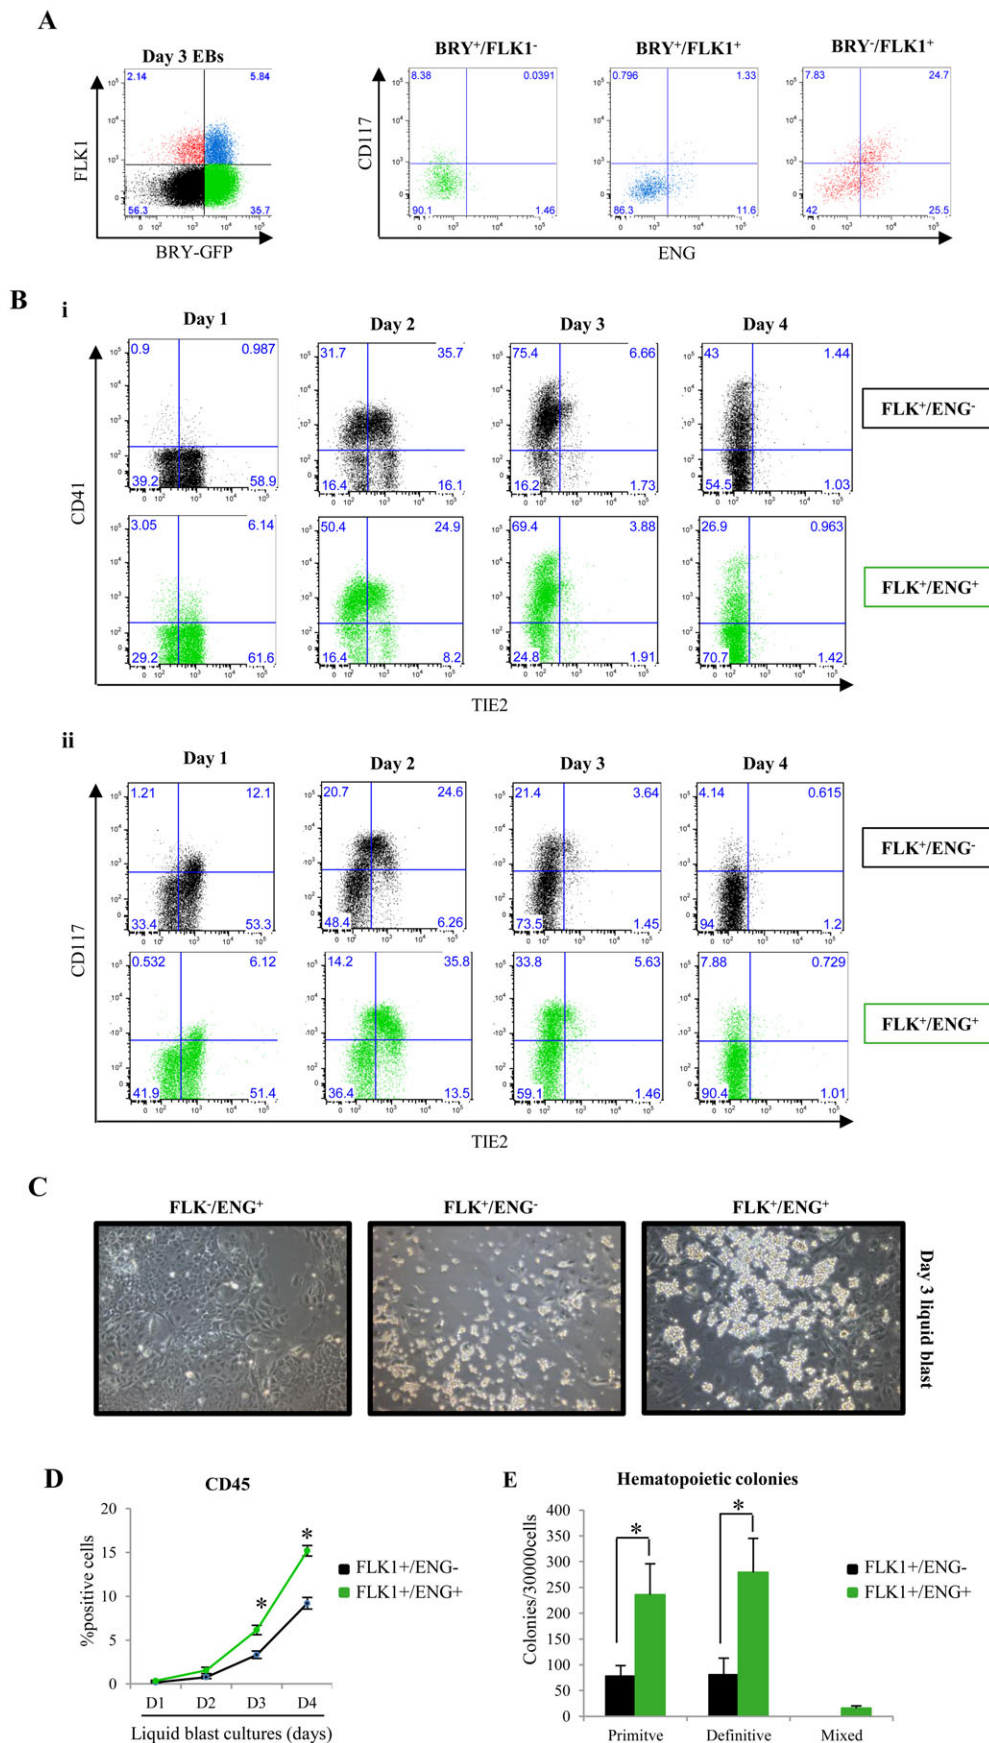 A
Day 3 EBs
BRY⁺/FLK1⁻
BRY⁺/FLK1⁺
BRY⁻/FLK1⁺
2.14 5.84
8.38 0.0391
0.796 1.33
7.83 24.7
FLK1
CD117
56.3 35.7
90.1 1.46
86.3 11.6
42 25.5
BRY-GFP
ENG
B
i
Day 1
Day 2
Day 3
Day 4
0.9 0.987
31.7 35.7
75.4 6.66
43 1.44
FLK⁺/ENG⁻
39.2 58.9
16.4 16.1
16.2 1.73
54.5 1.03
CD41
3.05 6.14
50.4 24.9
69.4 3.88
26.9 0.963
FLK⁺/ENG⁺
29.2 61.6
16.4 8.2
24.8 1.91
70.7 1.42
TIE2
ii
Day 1
Day 2
Day 3
Day 4
1.21 12.1
20.7 24.6
21.4 3.64
4.14 0.615
FLK⁺/ENG⁻
33.4 53.3
48.4 6.26
73.5 1.45
94 1.2
CD117
0.532 6.12
14.2 35.8
33.8 5.63
7.88 0.729
FLK⁺/ENG⁺
41.9 51.4
36.4 13.5
59.1 1.46
90.4 1.01
TIE2
C
FLK⁻/ENG⁺
FLK⁺/ENG⁻
FLK⁺/ENG⁺
Day 3 liquid blast
D
CD45
%positive cells
20
15
10
5
0
*
*
FLK1+/ENG-
FLK1+/ENG+
D1 D2 D3 D4
Liquid blast cultures (days)
E
Hematopoietic colonies
Colonies/30000cells
400
350
300
250
200
150
100
50
0
*
*
FLK1+/ENG-
FLK1+/ENG+
Primitve Definitive Mixed